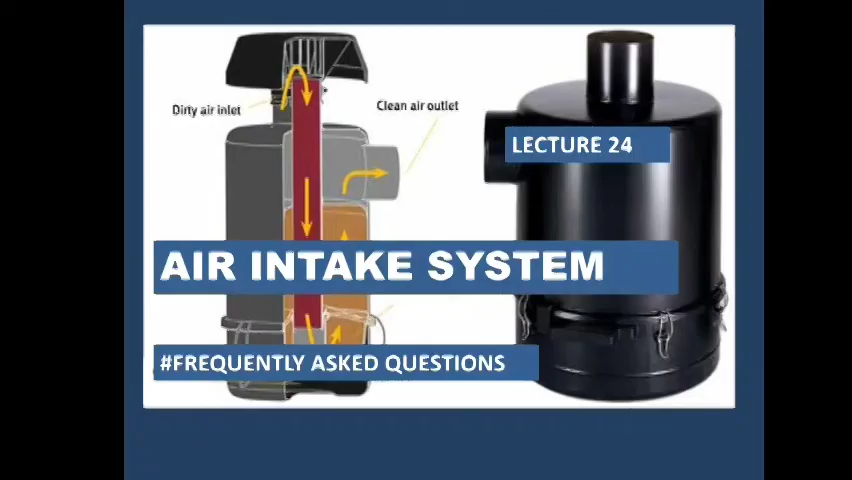 Dirty air inlet
Clean air outlet
LECTURE 24
AIR INTAKE SYSTEM
#FREQUENTLY ASKED QUESTIONS